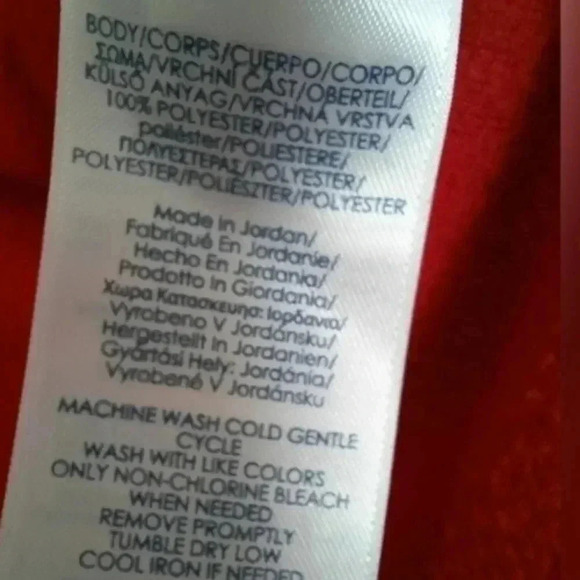 BODY/CORPS/CUERPO/CORPO/
ΣΩΜΑ/VRCHNÍ ČÁST/OBERTEIL/
KÜLSŐ ANYAG/VRCHNÁ VRSTVA
100% POLYESTER/POLYESTER/
poliéster/POLIESTERE/
ΠΟΛΥΕΣΤΕΡΑΣ/POLYESTER/
POLYESTER/POLIÉSZTER/POLYESTER
Made In Jordan/
Fabriqué En Jordanie/
Hecho En Jordania/
Prodotto In Giordania/
Χωρα Κατασκευησ: Ιορδανια/
Vyrobeno V Jordánsku/
Hergestellt In Jordanien/
Gyártási Hely: Jordánia/
Vyrobené V Jordánsku
MACHINE WASH COLD GENTLE
CYCLE
WASH WITH LIKE COLORS
ONLY NON-CHLORINE BLEACH
WHEN NEEDED
REMOVE PROMPTLY
TUMBLE DRY LOW
COOL IRON IF NEEDED